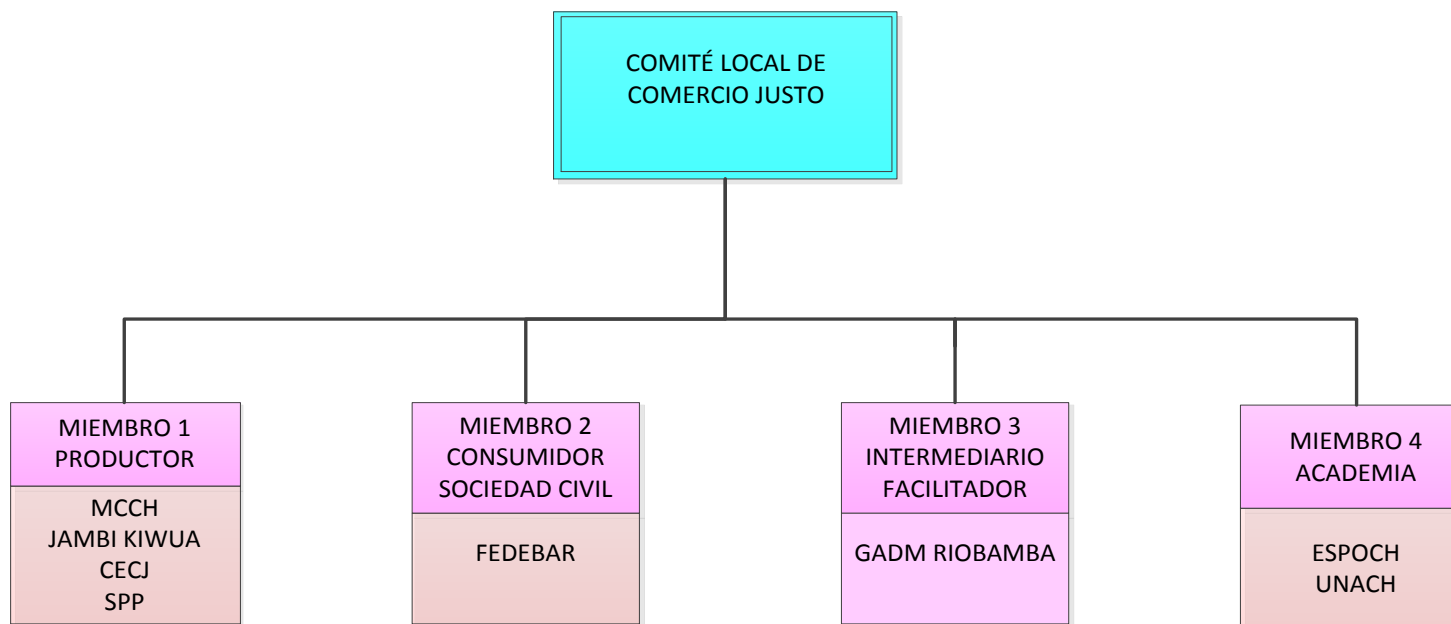 COMITÉ LOCAL DE
COMERCIO JUSTO
MIEMBRO 1
PRODUCTOR
MCCH
JAMBI KIWUA
CECJ
SPP
MIEMBRO 2
CONSUMIDOR
SOCIEDAD CIVIL
FEDEBAR
MIEMBRO 3
INTERMEDIARIO
FACILITADOR
GADM RIOBAMBA
MIEMBRO 4
ACADEMIA
ESPOCH
UNACH